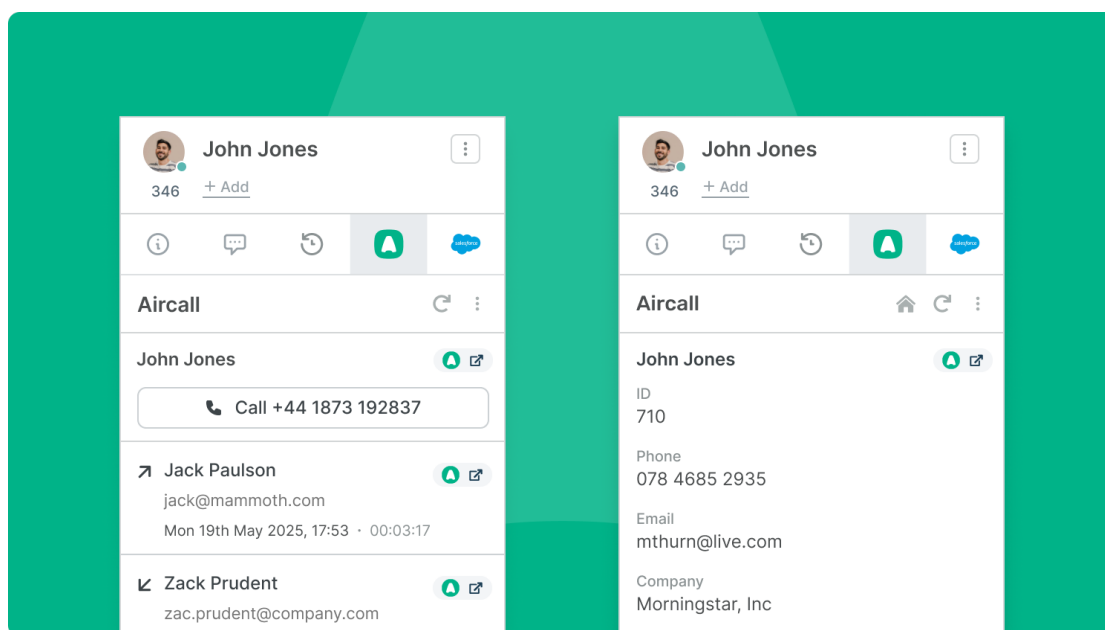 John Jones
346
+ Add
Aircall
John Jones
Call +44 1873 192837
Jack Paulson
jack@mammoth.com
Mon 19th May 2025, 17:53 · 00:03:17
Zack Prudent
zac.prudent@company.com
John Jones
346
+ Add
Aircall
John Jones
ID
710
Phone
078 4685 2935
Email
mthurn@live.com
Company
Morningstar, Inc
salesforce
salesforce